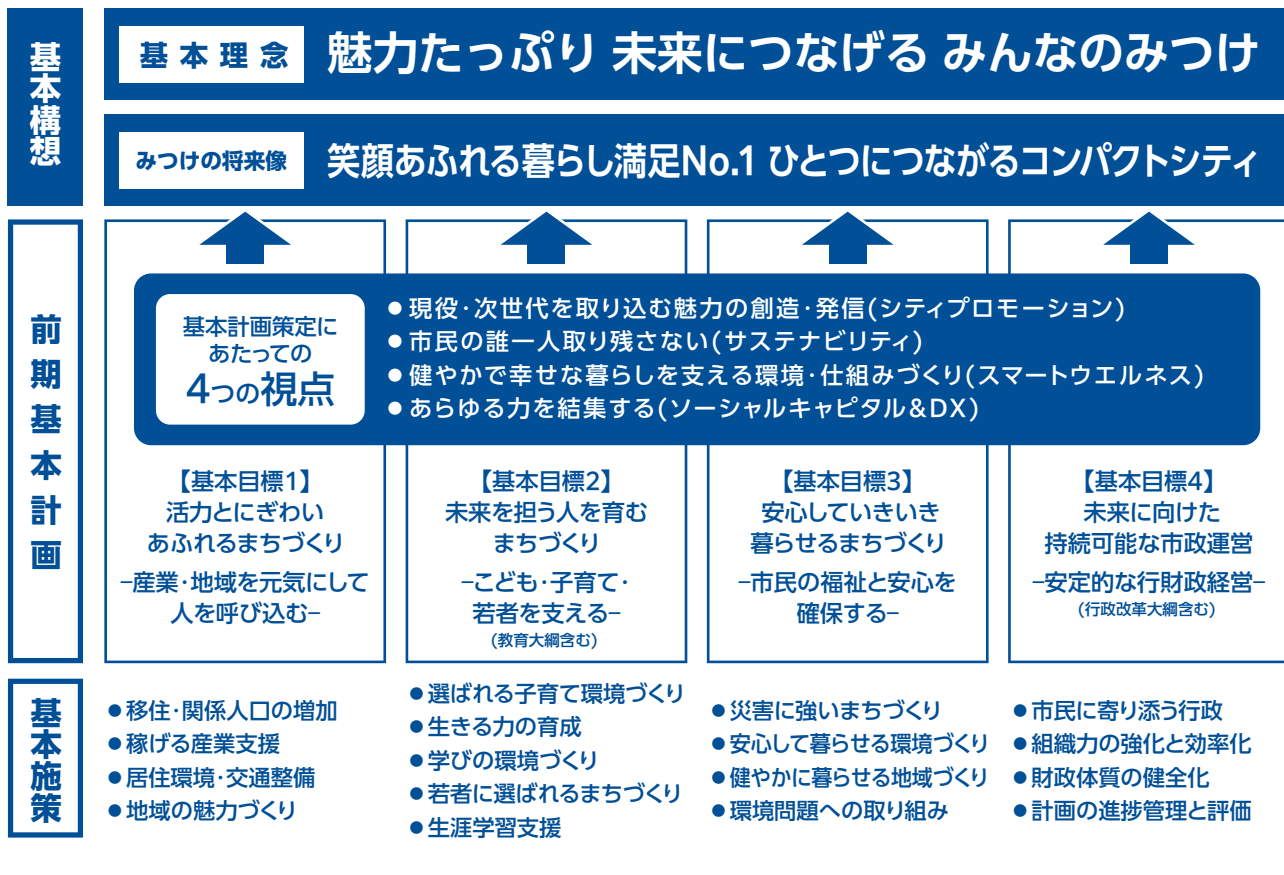 基本構想
基本理念
魅力たっぷり 未来につなげる みんなのみつけ
みつけの将来像
笑顔あふれる暮らし満足No.1 ひとつにつながるコンパクトシティ
前期基本計画
基本計画策定に
あたっての
4つの視点
●現役・次世代を取り込む魅力の創造・発信(シティプロモーション)
●市民の誰一人取り残さない(サステナビリティ)
●健やかで幸せな暮らしを支える環境・仕組みづくり(スマートウエルネス)
●あらゆる力を結集する(ソーシャルキャピタル&DX)
【基本目標1】
活力とにぎわい
あふれるまちづくり
−産業・地域を元気にして
人を呼び込む−
【基本目標2】
未来を担う人を育む
まちづくり
−こども・子育て・
若者を支える−
(教育大綱含む)
【基本目標3】
安心していきいき
暮らせるまちづくり
−市民の福祉と安心を
確保する−
【基本目標4】
未来に向けた
持続可能な市政運営
−安定的な行財政経営−
(行政改革大綱含む)
基本施策
●移住・関係人口の増加
●稼げる産業支援
●居住環境・交通整備
●地域の魅力づくり
●選ばれる子育て環境づくり
●生きる力の育成
●学びの環境づくり
●若者に選ばれるまちづくり
●生涯学習支援
●災害に強いまちづくり
●安心して暮らせる環境づくり
●健やかに暮らせる地域づくり
●環境問題への取り組み
●市民に寄り添う行政
●組織力の強化と効率化
●財政体質の健全化
●計画の進捗管理と評価